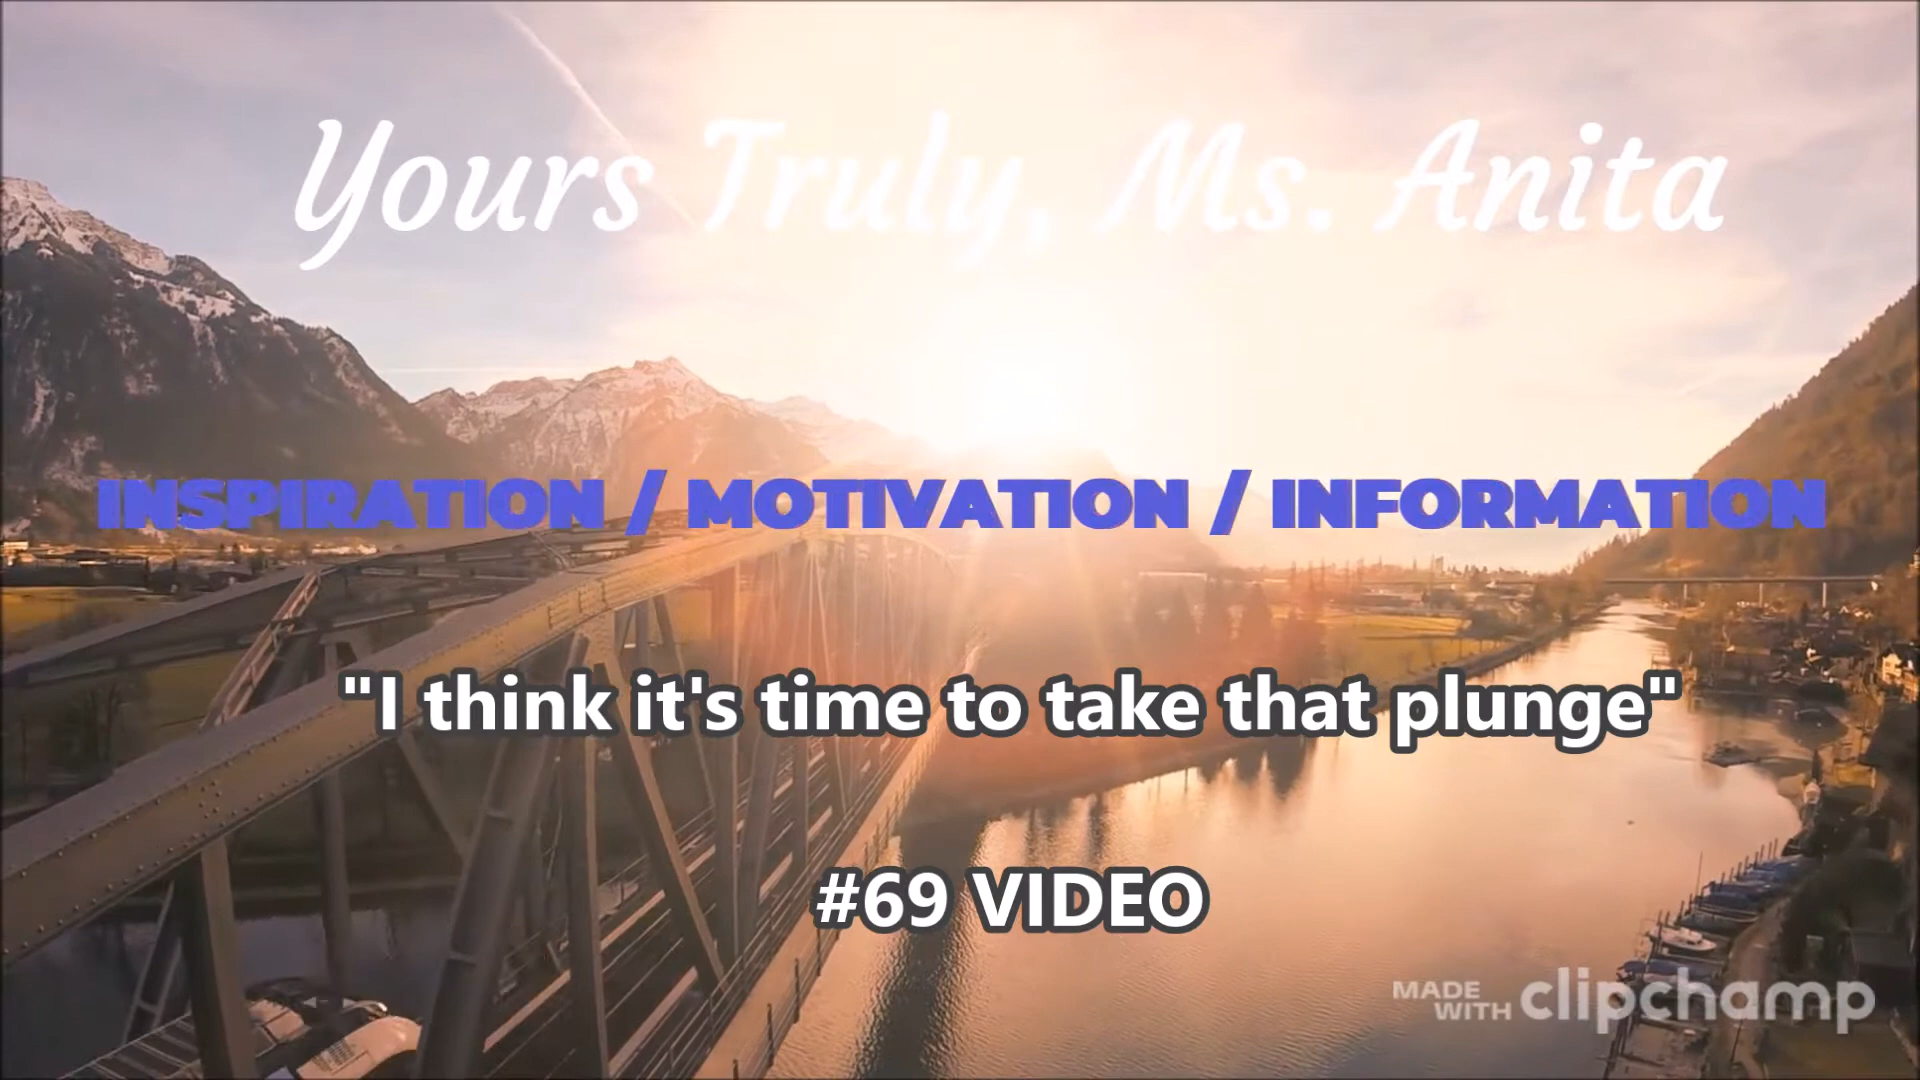 Yours Truly, Ms. Anita
INSPIRATION / MOTIVATION / INFORMATION
"I think it's time to take that plunge"
#69 VIDEO
MADE
WITH clipchamp